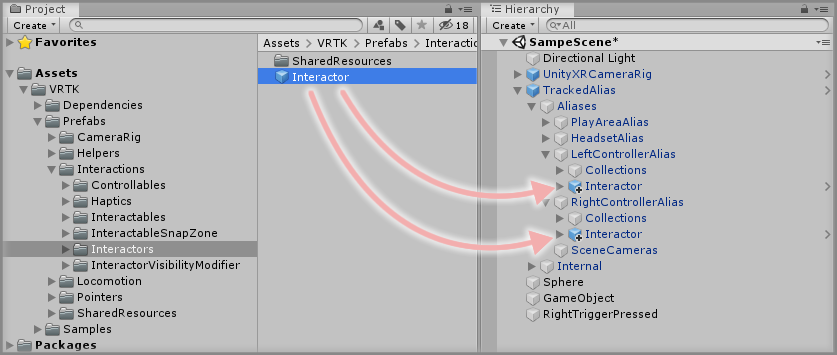 Project
Create
18
Favorites
Assets
VRTK
Dependencies
Prefabs
CameraRig
Helpers
Interactions
Controllables
Haptics
Interactables
InteractableSnapZone
Interactors
InteractorVisibilityModifier
Locomotion
Pointers
SharedResources
Samples
Packages
Assets > VRTK > Prefabs > Interactio
SharedResources
Interactor
Hierarchy
Create
All
SampeScene*
Directional Light
UnityXRCameraRig
TrackedAlias
Aliases
PlayAreaAlias
HeadsetAlias
LeftControllerAlias
Collections
Interactor
RightControllerAlias
Collections
Interactor
SceneCameras
Internal
Sphere
GameObject
RightTriggerPressed